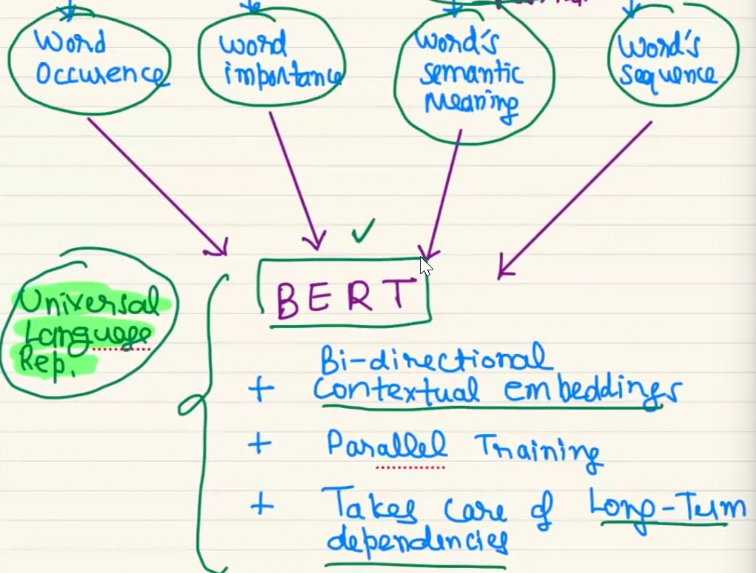 Word
Occurence
word
importance
Word's
semantic
Meaning
Word's
sequence
BERT
Universal
Language
Rep.
Bi-directional
+ Contextual embeddings
+ Parallel Training
+ Takes care of Long-Term
dependencies